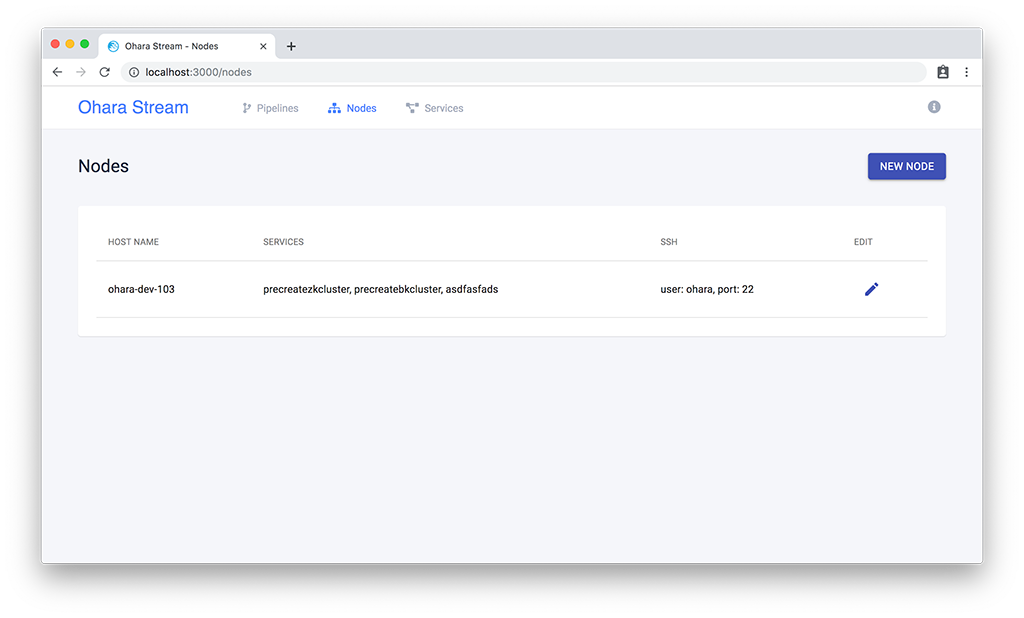 Ohara Stream - Nodes
localhost:3000/nodes
Ohara Stream Pipelines Nodes Services
Nodes NEW NODE
HOST NAME SERVICES SSH EDIT
ohara-dev-103 precreatezkcluster, precreatebkcluster, asdfasfads user: ohara, port: 22